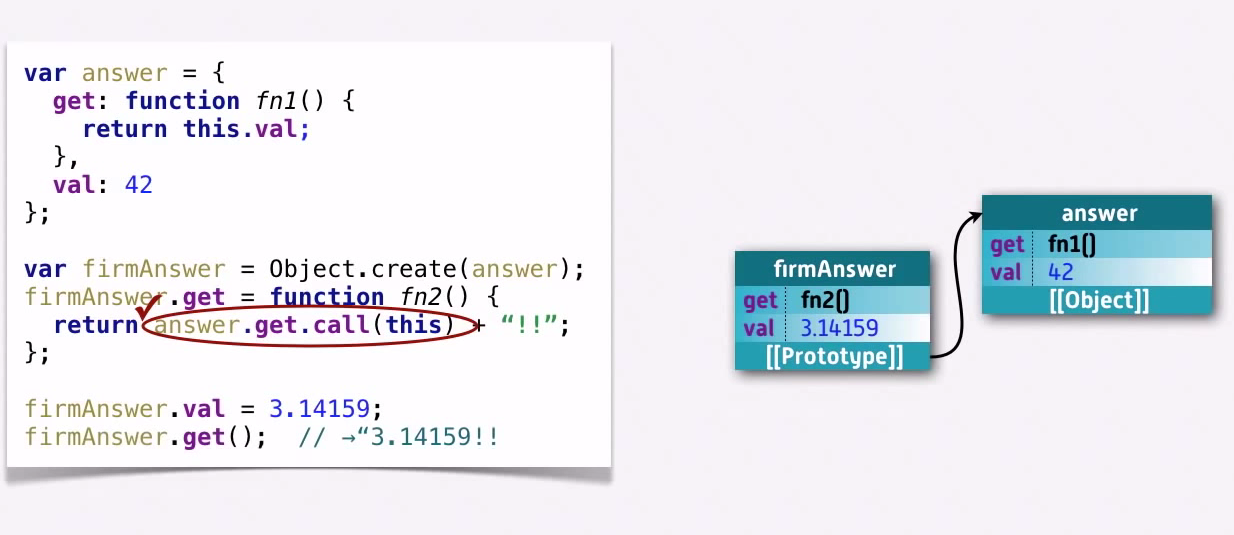 var answer = {
  get: function fn1() {
    return this.val;
  },
  val: 42
};

var firmAnswer = Object.create(answer);
firmAnswer.get = function fn2() {
  return answer.get.call(this) + “!!”;
};

firmAnswer.val = 3.14159;
firmAnswer.get();  // →“3.14159!!
firmAnswer
get fn2()
val 3.14159
[[Prototype]]
answer
get fn1()
val 42
[[Object]]